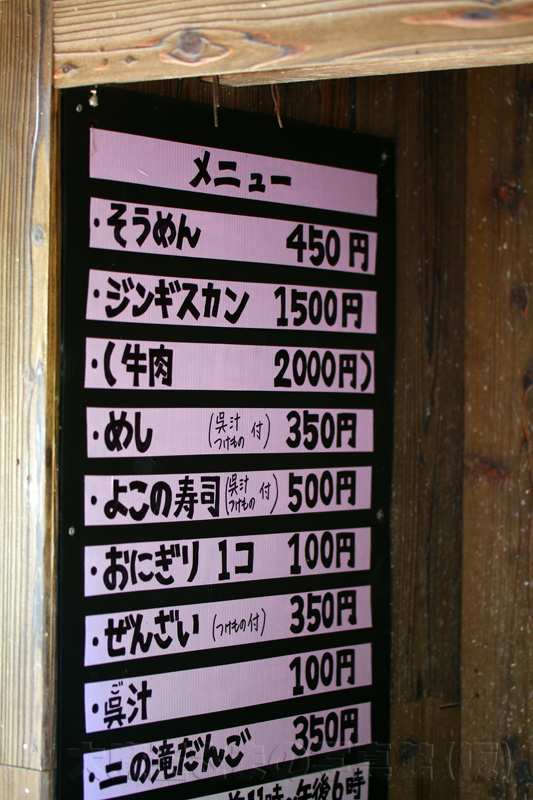 メニュー
・そうめん 450円
・ジンギスカン 1500円
・(牛肉 2000円)
・めし (呉汁 つけもの 付) 350円
・よこの寿司 (呉汁 つけもの 付) 500円
・おにぎり 1コ 100円
・ぜんざい (つけもの付) 350円
・呉汁 ご 100円
・二の滝だんご 350円
午後6時